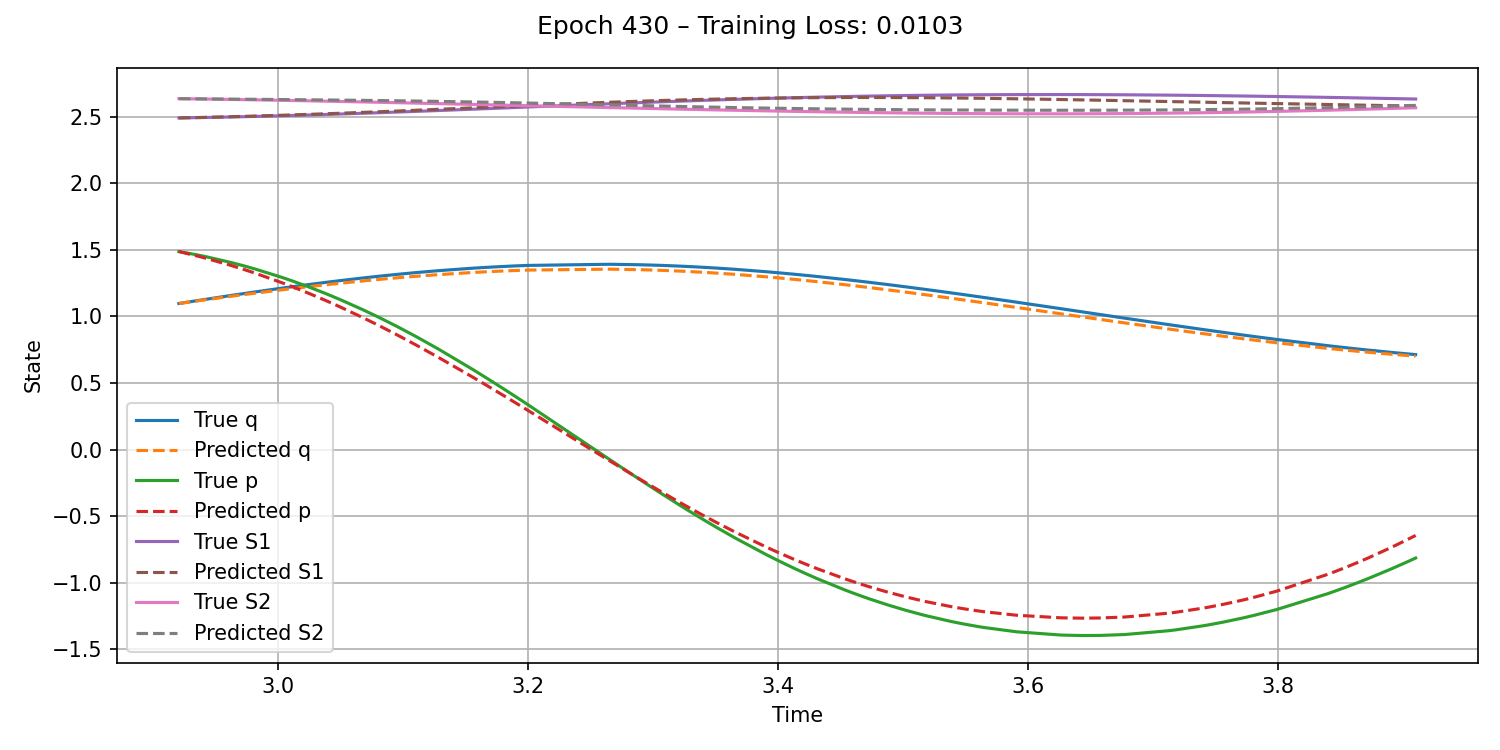 Epoch 430 – Training Loss: 0.0103
State
2.5
2.0
1.5
1.0
0.5
0.0
−0.5
−1.0
−1.5
True q
Predicted q
True p
Predicted p
True S1
Predicted S1
True S2
Predicted S2
3.0 3.2 3.4 3.6 3.8
Time